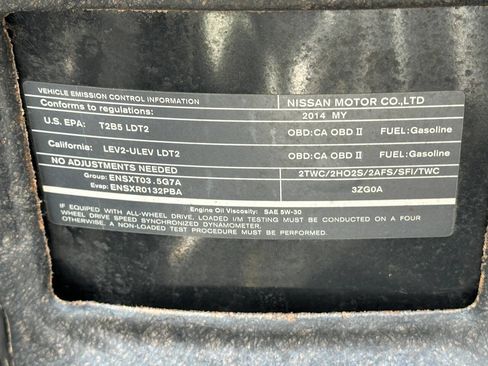 VEHICLE EMISSION CONTROL INFORMATION NISSAN MOTOR CO.,LTD
Conforms to regulations: 2014 MY
U.S. EPA: T2B5 LDT2 OBD:CA OBD II FUEL:Gasoline
California: LEV2-ULEV LDT2 OBD:CA OBD II FUEL:Gasoline
NO ADJUSTMENTS NEEDED 2TWC/2HO2S/2AFS/SFI/TWC
Group: ENSXT03.5G7A 3ZG0A
Evap: ENSXR0132PBA
Engine Oil Viscosity: SAE 5W-30
IF EQUIPPED WITH ALL-WHEEL DRIVE, LOADED I/M TESTING MUST BE CONDUCTED ON A FOUR
WHEEL DRIVE SPEED SYNCHRONIZED DYNAMOMETER.
OTHERWISE, A NON-LOADED TEST PROCEDURE MUST BE PERFORMED.